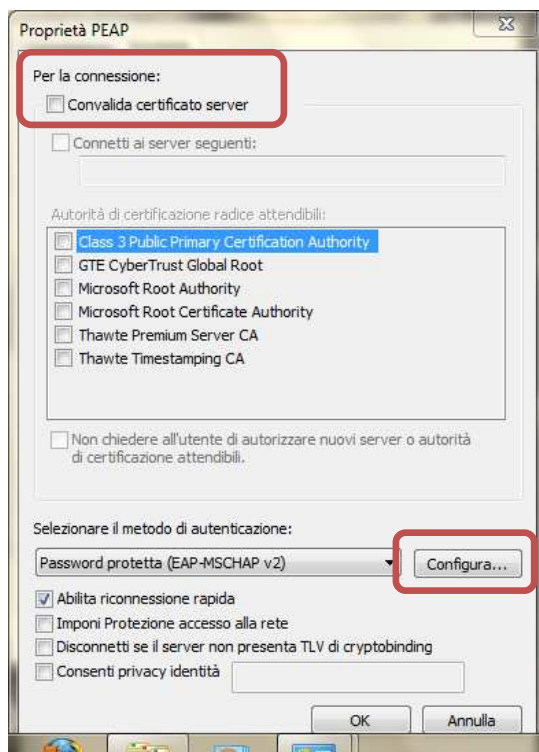 Proprietà PEAP
Per la connessione:
Convalida certificato server
Connetti ai server seguenti:
Autorità di certificazione radice attendibili:
Class 3 Public Primary Certification Authority
GTE CyberTrust Global Root
Microsoft Root Authority
Microsoft Root Certificate Authority
Thawte Premium Server CA
Thawte Timestamping CA
Non chiedere all'utente di autorizzare nuovi server o autorità
di certificazione attendibili.
Selezionare il metodo di autenticazione:
Password protetta (EAP-MSCHAP v2)
Configura...
Abilita riconnessione rapida
Imponi Protezione accesso alla rete
Disconnetti se il server non presenta TLV di cryptobinding
Consenti privacy identità
OK
Annulla